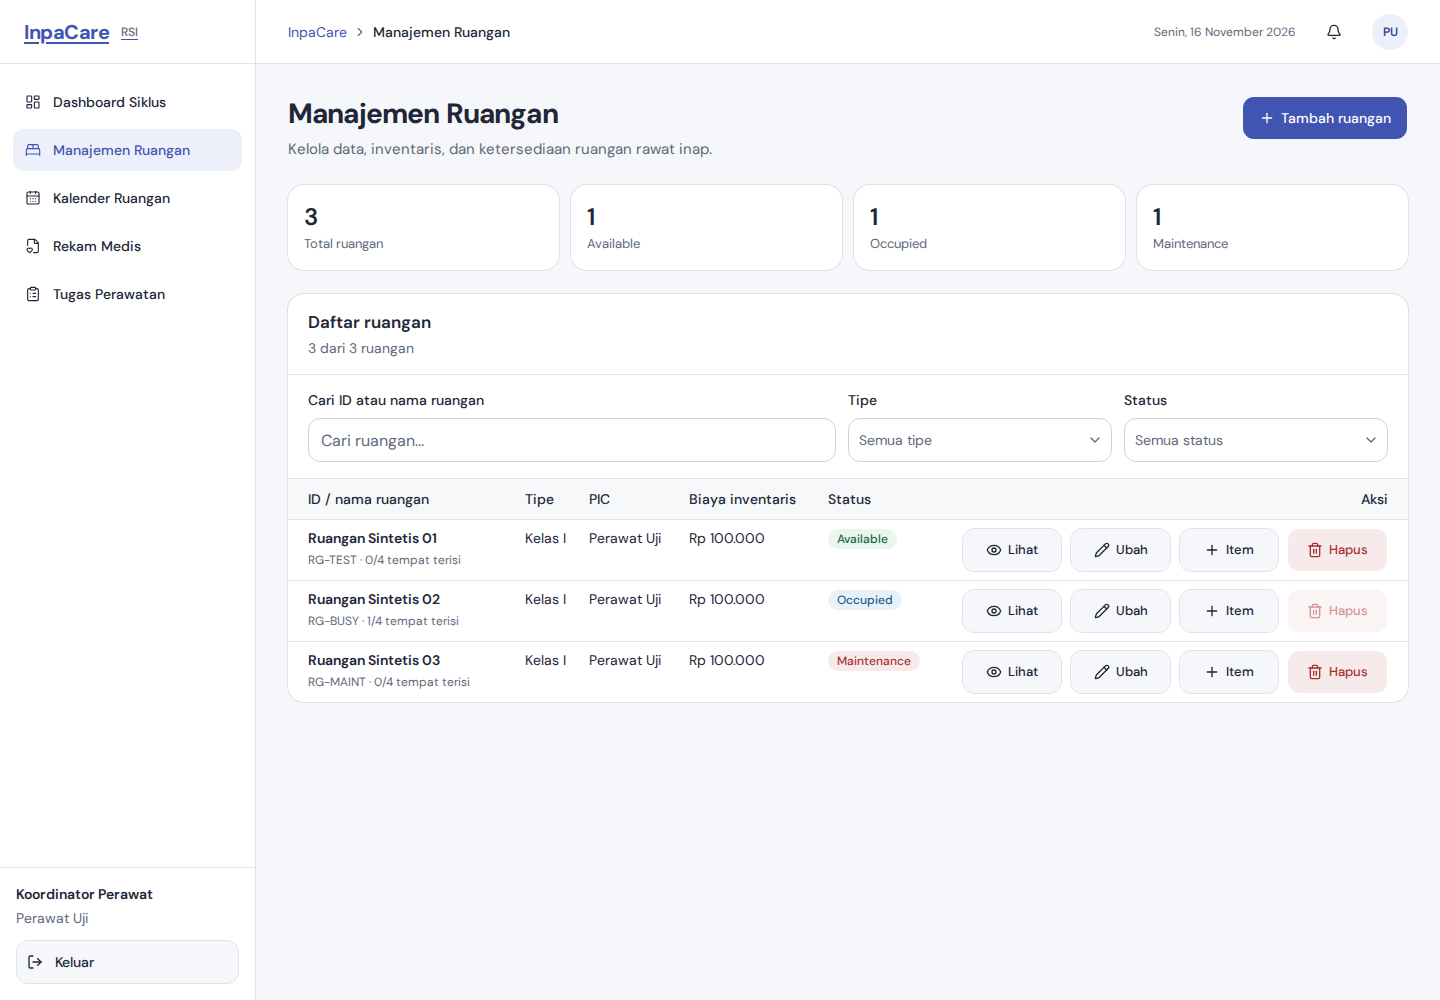 InpaCare RSI
Dashboard Siklus
Manajemen Ruangan
Kalender Ruangan
Rekam Medis
Tugas Perawatan
Koordinator Perawat
Perawat Uji
Keluar
InpaCare > Manajemen Ruangan
Senin, 16 November 2026
PU
Manajemen Ruangan
Kelola data, inventaris, dan ketersediaan ruangan rawat inap.
+ Tambah ruangan
3
Total ruangan
1
Available
1
Occupied
1
Maintenance
Daftar ruangan
3 dari 3 ruangan
Cari ID atau nama ruangan
Cari ruangan...
Tipe
Semua tipe
Status
Semua status
ID / nama ruangan Tipe PIC Biaya inventaris Status Aksi
Ruangan Sintetis 01 Kelas I Perawat Uji Rp 100.000 Available Lihat Ubah + Item Hapus
RG-TEST · 0/4 tempat terisi
Ruangan Sintetis 02 Kelas I Perawat Uji Rp 100.000 Occupied Lihat Ubah + Item Hapus
RG-BUSY · 1/4 tempat terisi
Ruangan Sintetis 03 Kelas I Perawat Uji Rp 100.000 Maintenance Lihat Ubah + Item Hapus
RG-MAINT · 0/4 tempat terisi